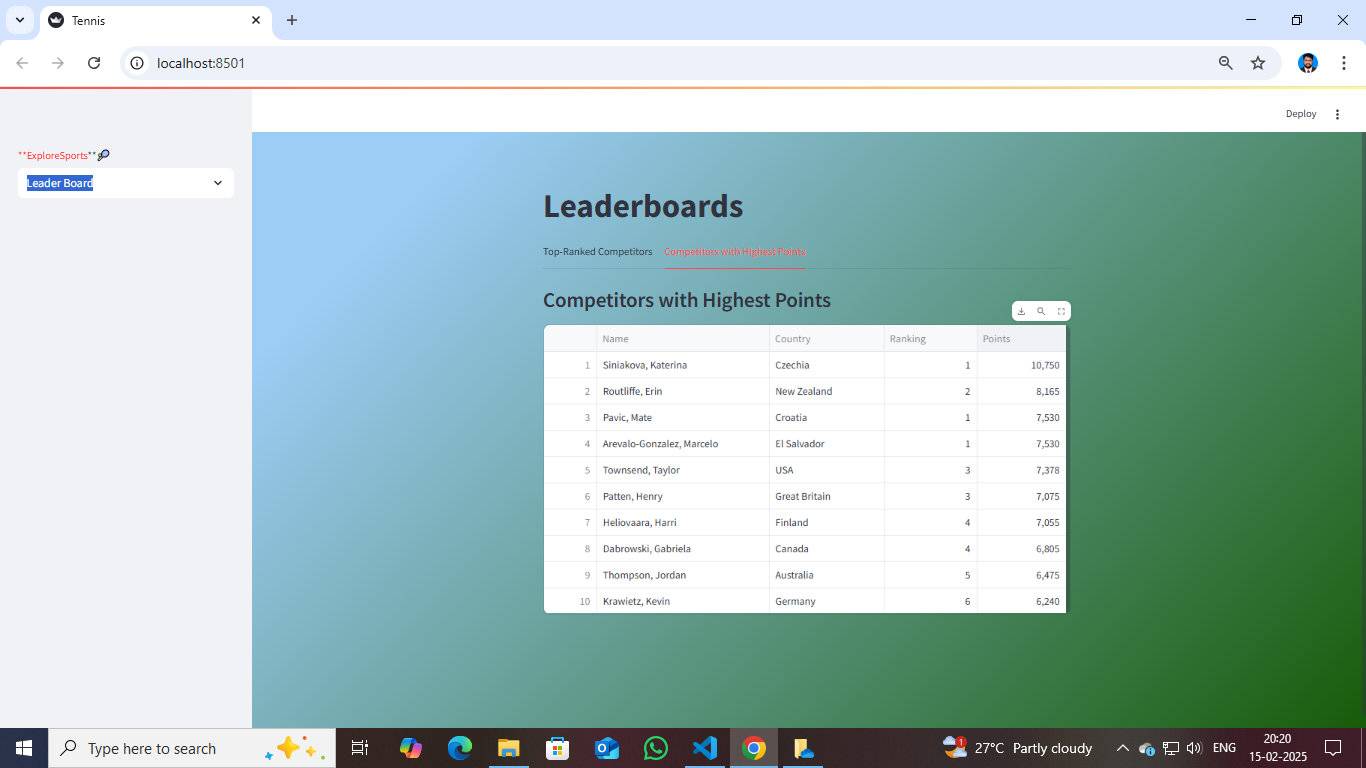 Tennis
localhost:8501
Deploy
**ExploreSports**
Leader Board
Leaderboards
Top-Ranked Competitors Competitors with Highest Points
Competitors with Highest Points
Name Country Ranking Points
1 Siniakova, Katerina Czechia 1 10,750
2 Routliffe, Erin New Zealand 2 8,165
3 Pavic, Mate Croatia 1 7,530
4 Arevalo-Gonzalez, Marcelo El Salvador 1 7,530
5 Townsend, Taylor USA 3 7,378
6 Patten, Henry Great Britain 3 7,075
7 Heliovaara, Harri Finland 4 7,055
8 Dabrowski, Gabriela Canada 4 6,805
9 Thompson, Jordan Australia 5 6,475
10 Krawietz, Kevin Germany 6 6,240
Type here to search
1
27°C Partly cloudy
ENG
20:20
15-02-2025